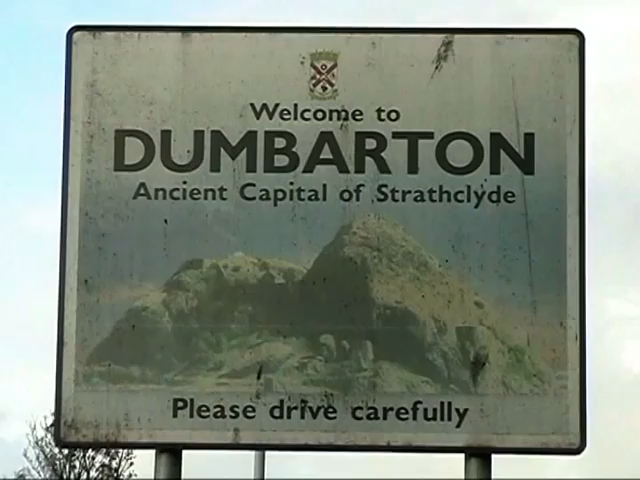 Welcome to
DUMBARTON
Ancient Capital of Strathclyde
Please drive carefully